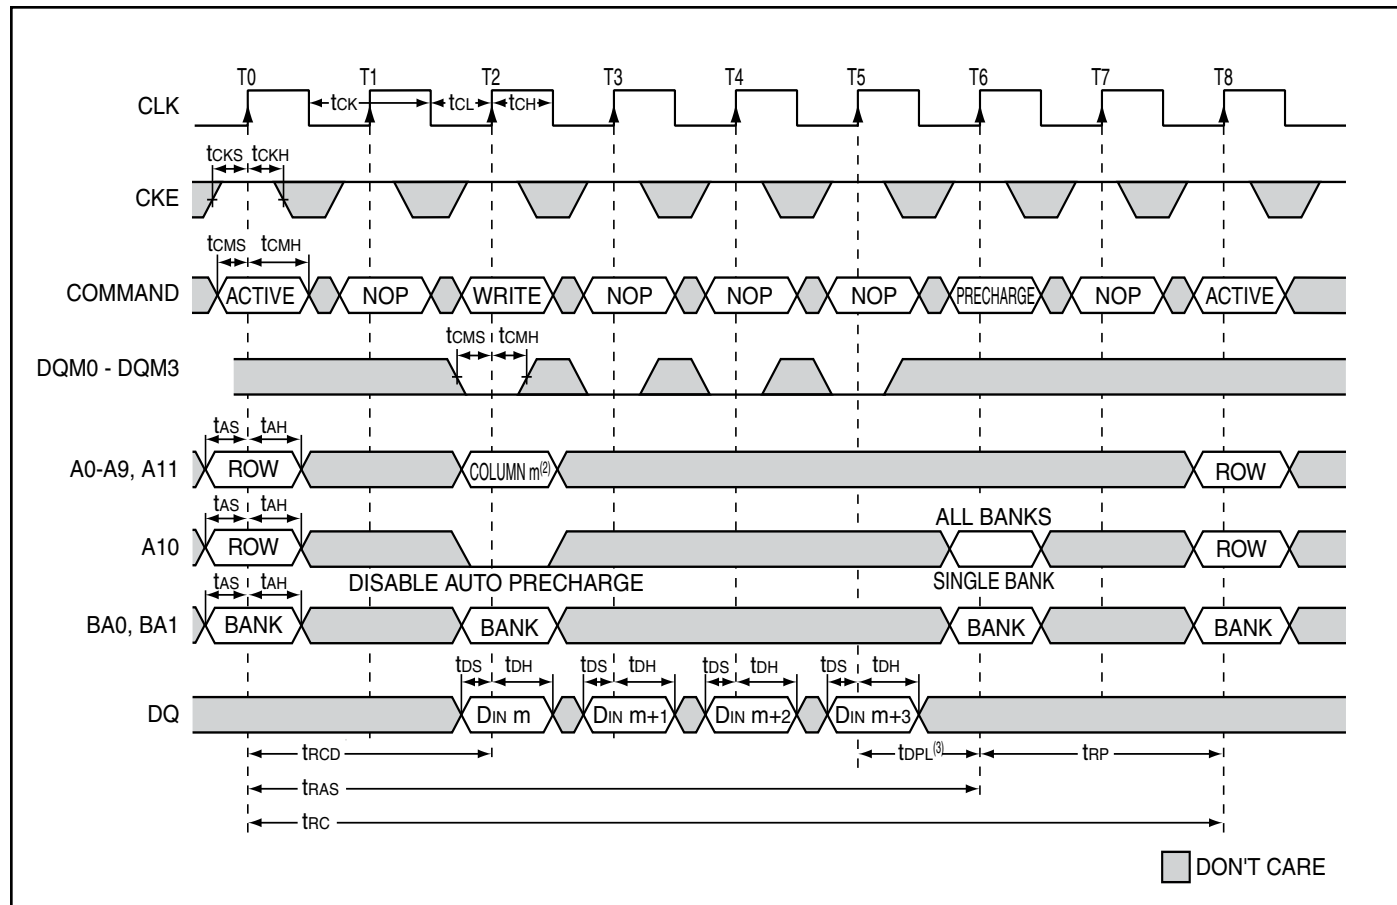 T0 T1 T2 T3 T4 T5 T6 T7 T8
CLK tCK tCL tCH
tCKS tCKH
CKE
tCMS tCMH
COMMAND ACTIVE NOP WRITE NOP NOP NOP PRECHARGE NOP ACTIVE
tCMS tCMH
DQM0 - DQM3
tAS tAH
A0-A9, A11 ROW COLUMN m(2) ROW
tAS tAH ALL BANKS
A10 ROW ROW
DISABLE AUTO PRECHARGE SINGLE BANK
tAS tAH
BA0, BA1 BANK BANK BANK BANK
tDS tDH tDS tDH tDS tDH tDS tDH
DQ DIN m DIN m+1 DIN m+2 DIN m+3
tRCD tDPL(3) tRP
tRAS
tRC
DON'T CARE